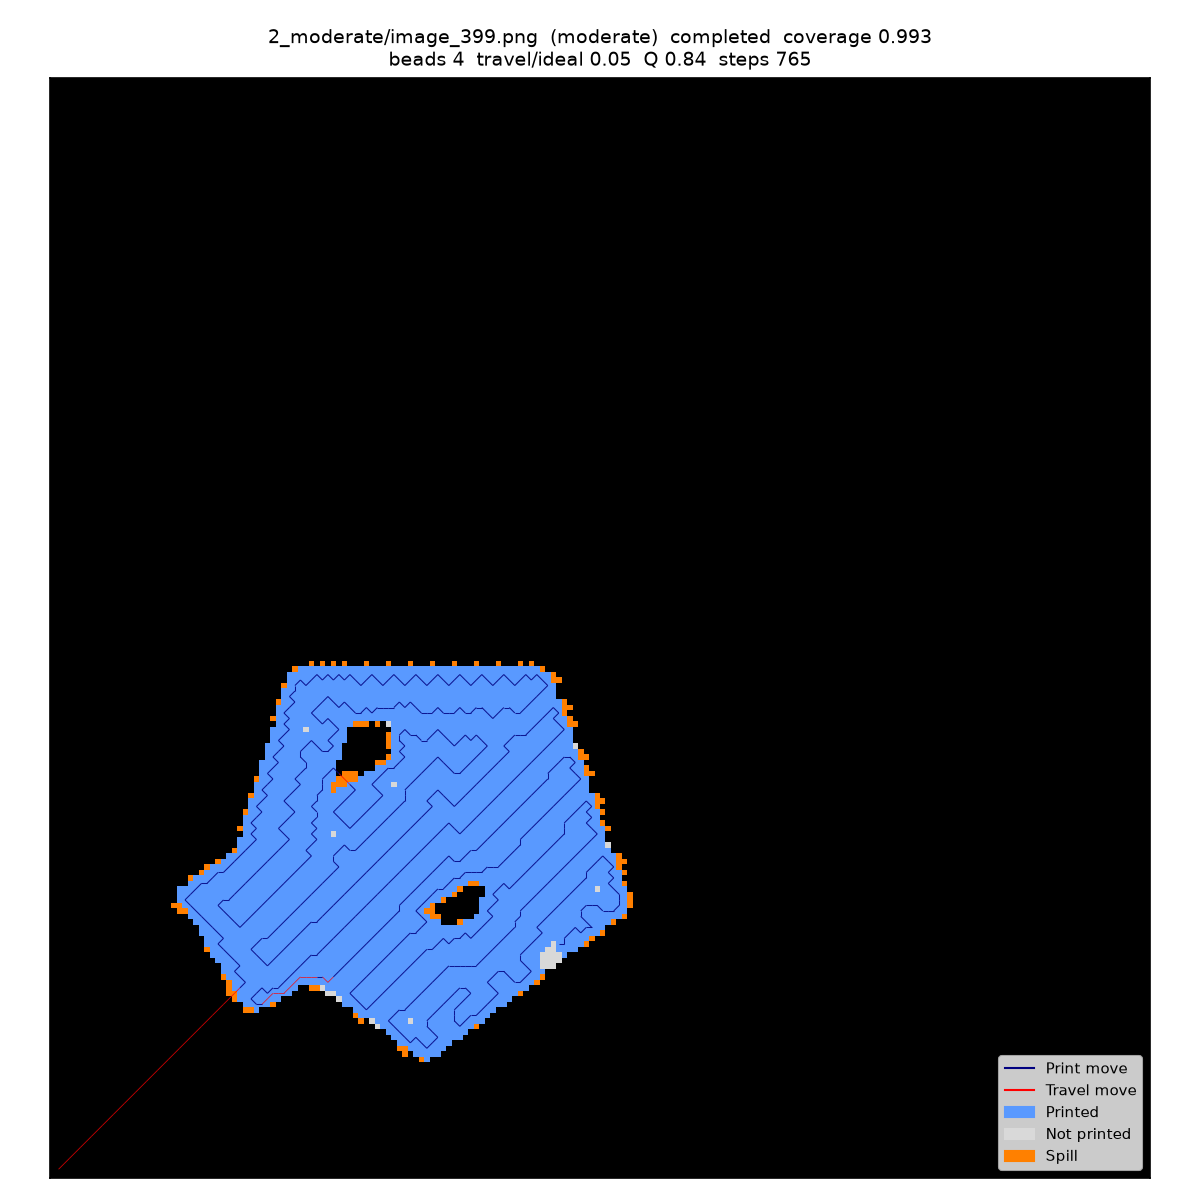 2_moderate/image_399.png  (moderate)  completed  coverage 0.993
beads 4  travel/ideal 0.05  Q 0.84  steps 765
Print move
Travel move
Printed
Not printed
Spill